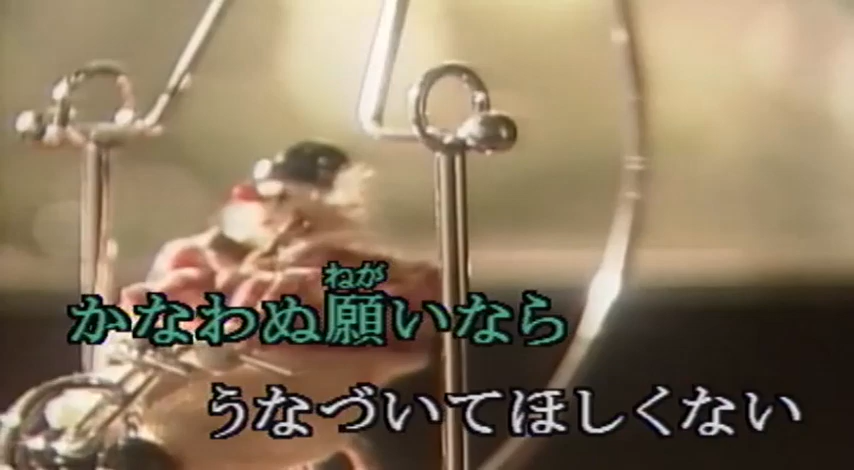 ねが
かなわぬ願いなら
うなづいてほしくない